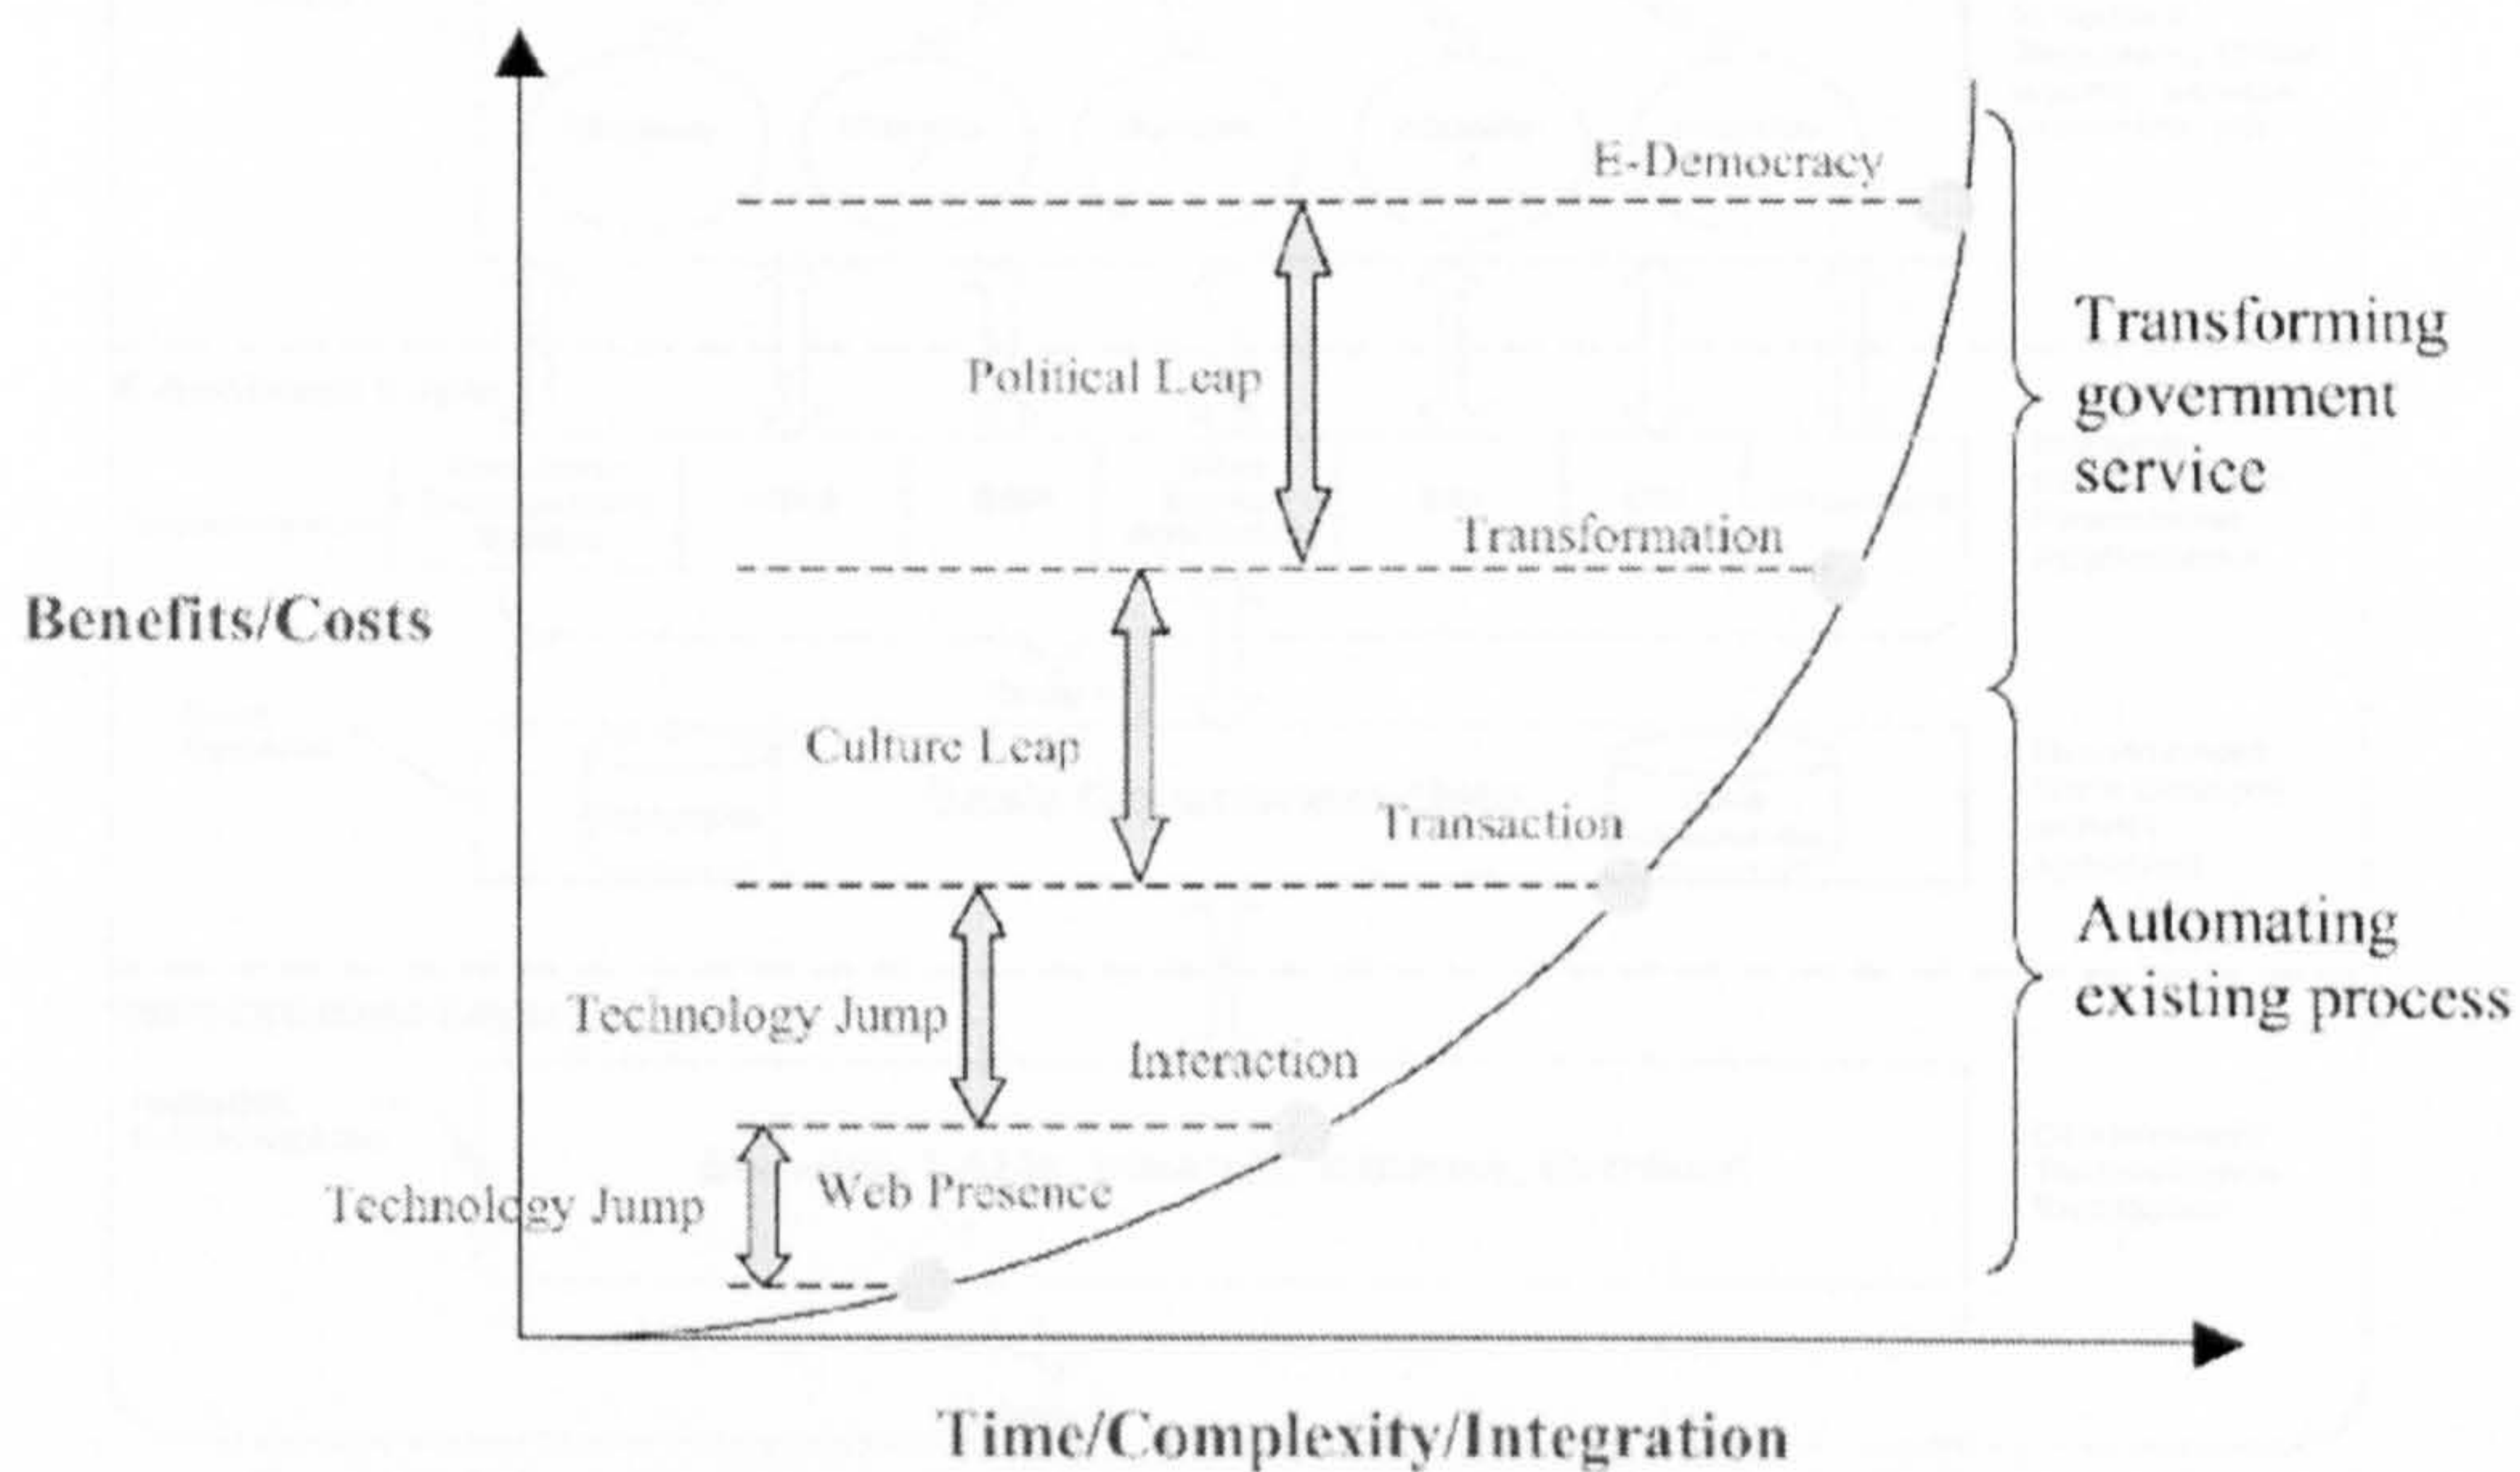 E-Democracy
Transforming
government
service
Political Leap
Transformation
Benefits/Costs
Culture Leap
Transaction
Automating
existing process
Technology Jump
Interaction
Technology Jump
Web Presence
Time/Complexity/Integration